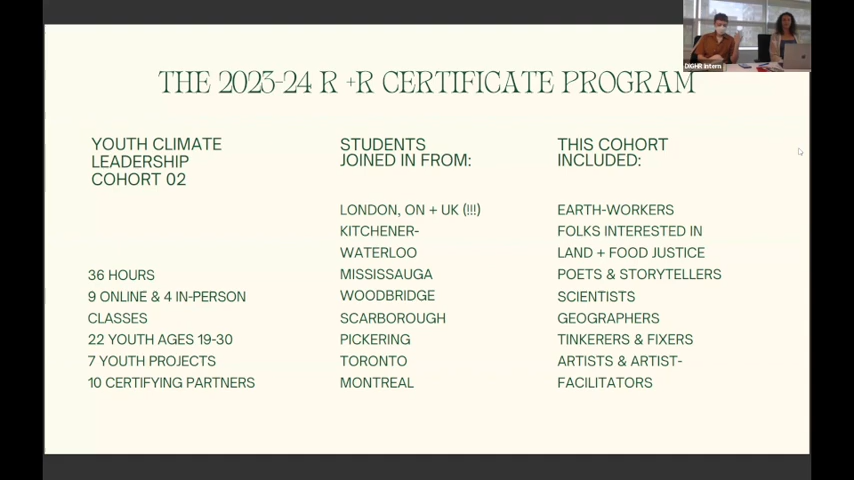 DIGHR Intern
THE 2023-24 R +R CERTIFICATE PROGRAM
YOUTH CLIMATE
LEADERSHIP
COHORT 02
36 HOURS
9 ONLINE & 4 IN-PERSON
CLASSES
22 YOUTH AGES 19-30
7 YOUTH PROJECTS
10 CERTIFYING PARTNERS
STUDENTS
JOINED IN FROM:
LONDON, ON + UK (!!!)
KITCHENER-
WATERLOO
MISSISSAUGA
WOODBRIDGE
SCARBOROUGH
PICKERING
TORONTO
MONTREAL
THIS COHORT
INCLUDED:
EARTH-WORKERS
FOLKS INTERESTED IN
LAND + FOOD JUSTICE
POETS & STORYTELLERS
SCIENTISTS
GEOGRAPHERS
TINKERERS & FIXERS
ARTISTS & ARTIST-
FACILITATORS